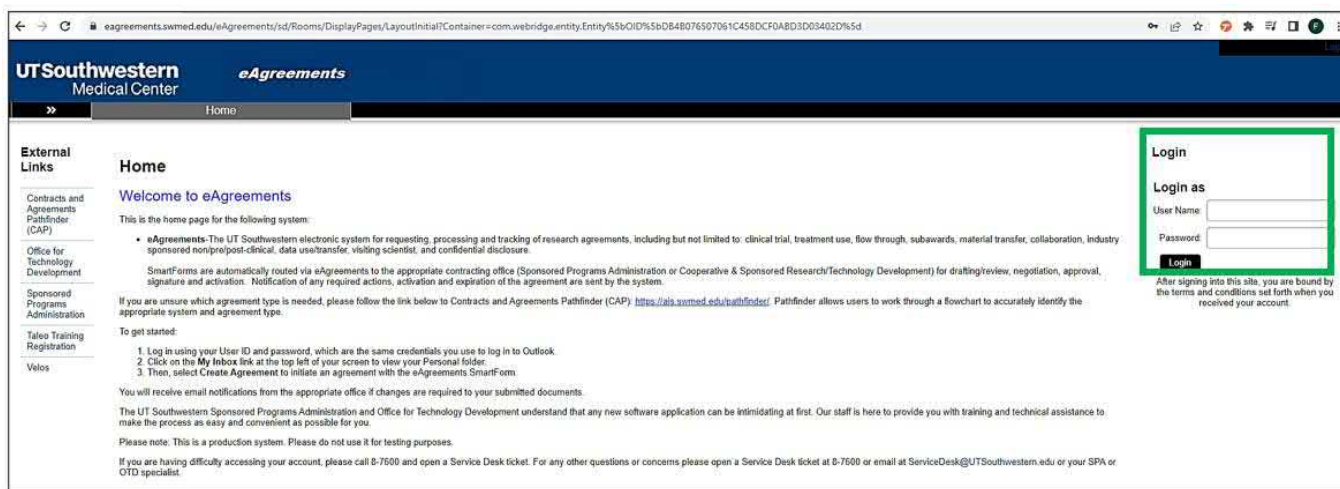 eagreements.swmed.edu/eAgreements/sd/Rooms/DisplayPages/LayoutInitial?Container=com.webridge.entity.Entity%5bOID%5bDB4B076507061C458DCF0ABD3D03402D%5d
UTSouthwestern
Medical Center
eAgreements
»
Home
External
Links
Contracts and
Agreements
Pathfinder
(CAP)
Office for
Technology
Development
Sponsored
Programs
Administration
Taleo Training
Registration
Velos
Home
Welcome to eAgreements
This is the home page for the following system:
• eAgreements-The UT Southwestern electronic system for requesting, processing and tracking of research agreements, including but not limited to: clinical trial, treatment use, flow through, subawards, material transfer, collaboration, industry
sponsored non/pre/post-clinical, data use/transfer, visiting scientist, and confidential disclosure.
SmartForms are automatically routed via eAgreements to the appropriate contracting office (Sponsored Programs Administration or Cooperative & Sponsored Research/Technology Development) for drafting/review, negotiation, approval,
signature and activation. Notification of any required actions, activation and expiration of the agreement are sent by the system.
If you are unsure which agreement type is needed, please follow the link below to Contracts and Agreements Pathfinder (CAP): https://ais.swmed.edu/pathfinder/. Pathfinder allows users to work through a flowchart to accurately identify the
appropriate system and agreement type.
To get started:
1. Log in using your User ID and password, which are the same credentials you use to log in to Outlook.
2. Click on the My Inbox link at the top left of your screen to view your Personal folder.
3. Then, select Create Agreement to initiate an agreement with the eAgreements SmartForm.
You will receive email notifications from the appropriate office if changes are required to your submitted documents.
The UT Southwestern Sponsored Programs Administration and Office for Technology Development understand that any new software application can be intimidating at first. Our staff is here to provide you with training and technical assistance to
make the process as easy and convenient as possible for you.
Please note: This is a production system. Please do not use it for testing purposes.
If you are having difficulty accessing your account, please call 8-7600 and open a Service Desk ticket. For any other questions or concerns please open a Service Desk ticket at 8-7600 or email at ServiceDesk@UTSouthwestern.edu or your SPA or
OTD specialist.
Login
Login as
User Name:
Password:
Login
After signing into this site, you are bound by
the terms and conditions set forth when you
received your account.